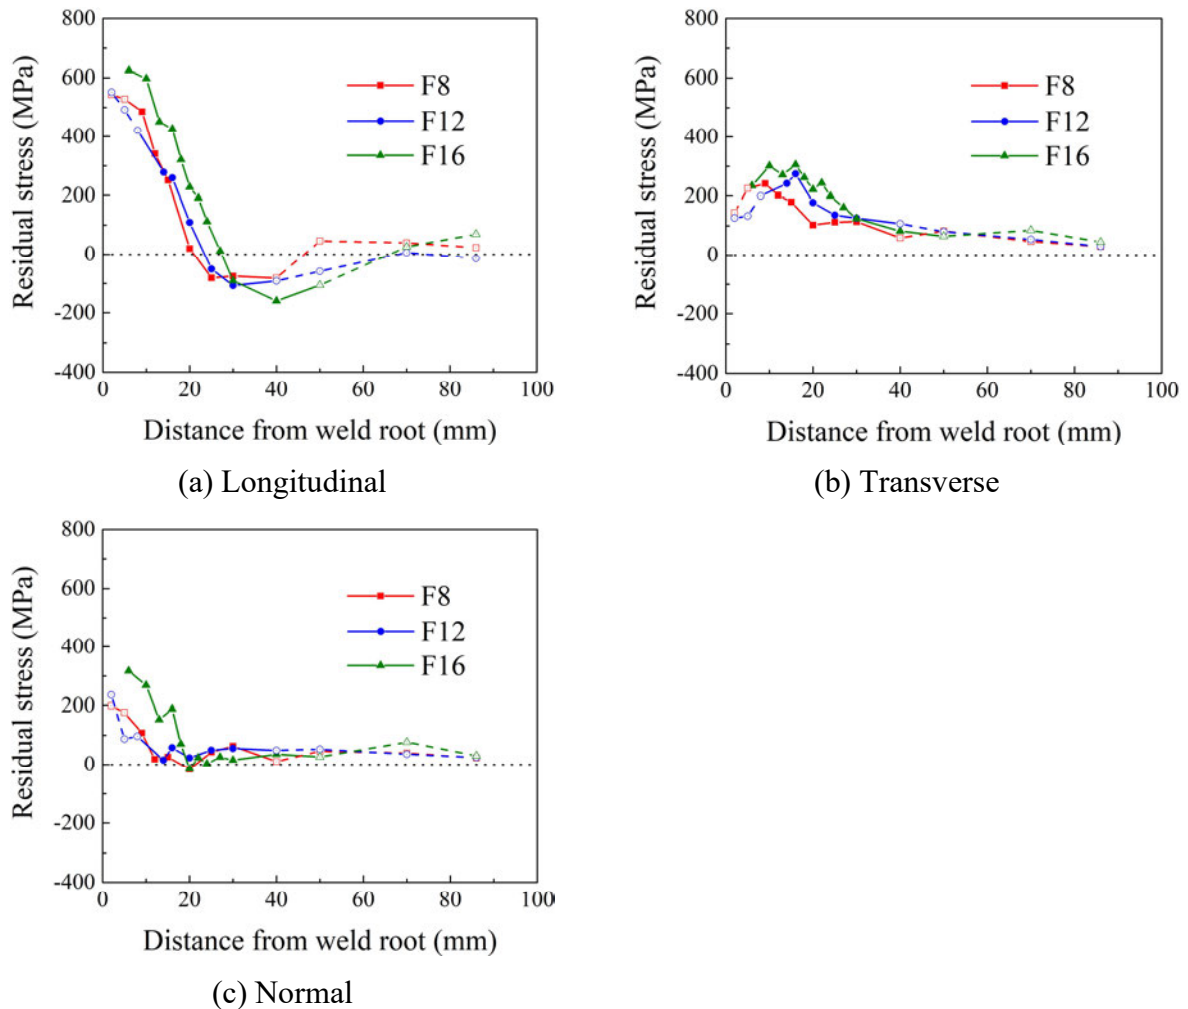 800
600
400
200
0
-200
-400
0
20
40
60
80
100
Residual stress (MPa)
Distance from weld root (mm)
F8
F12
F16
(a) Longitudinal
800
600
400
200
0
-200
-400
0
20
40
60
80
100
Residual stress (MPa)
Distance from weld root (mm)
F8
F12
F16
(b) Transverse
800
600
400
200
0
-200
-400
0
20
40
60
80
100
Residual stress (MPa)
Distance from weld root (mm)
F8
F12
F16
(c) Normal